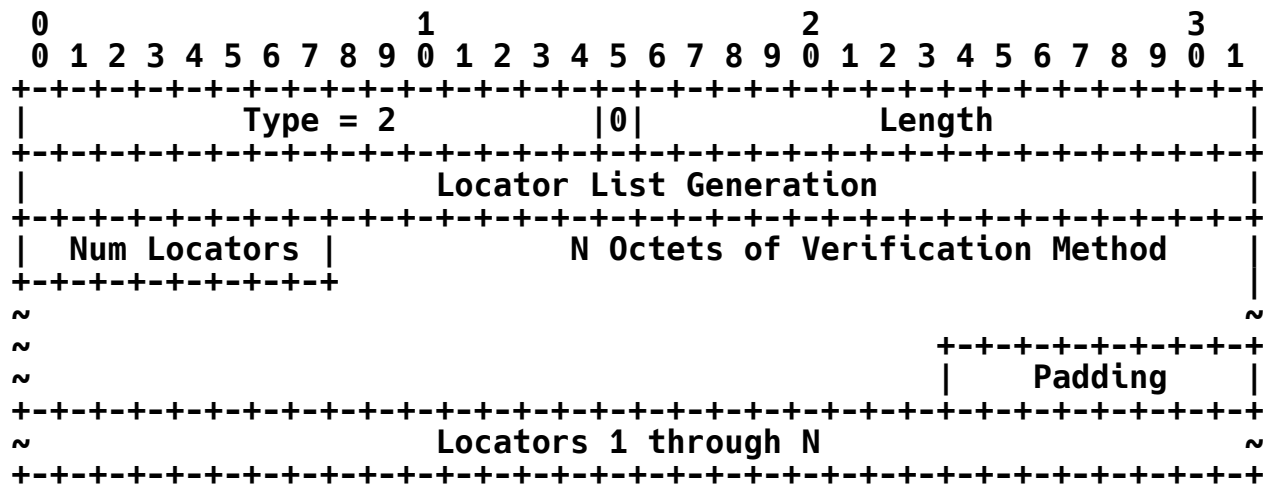 0                   1                   2                   3
 0 1 2 3 4 5 6 7 8 9 0 1 2 3 4 5 6 7 8 9 0 1 2 3 4 5 6 7 8 9 0 1
+-+-+-+-+-+-+-+-+-+-+-+-+-+-+-+-+-+-+-+-+-+-+-+-+-+-+-+-+-+-+-+-+
|           Type = 2          |0|            Length             |
+-+-+-+-+-+-+-+-+-+-+-+-+-+-+-+-+-+-+-+-+-+-+-+-+-+-+-+-+-+-+-+-+
|                     Locator List Generation                   |
+-+-+-+-+-+-+-+-+-+-+-+-+-+-+-+-+-+-+-+-+-+-+-+-+-+-+-+-+-+-+-+-+
|  Num Locators |            N Octets of Verification Method    |
+-+-+-+-+-+-+-+-+                                               |
~                                                               ~
~                                               +-+-+-+-+-+-+-+-+
~                                               |    Padding    |
+-+-+-+-+-+-+-+-+-+-+-+-+-+-+-+-+-+-+-+-+-+-+-+-+-+-+-+-+-+-+-+-+
~                     Locators 1 through N                      ~
+-+-+-+-+-+-+-+-+-+-+-+-+-+-+-+-+-+-+-+-+-+-+-+-+-+-+-+-+-+-+-+-+